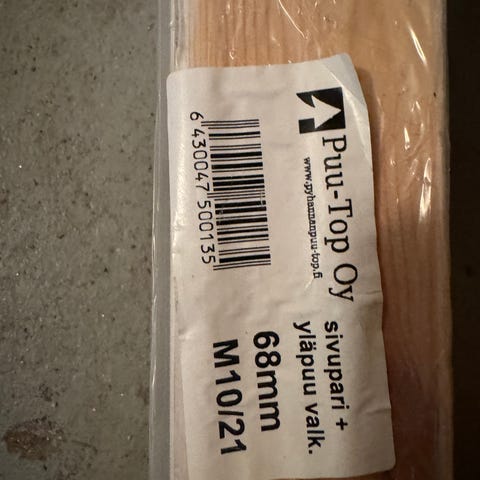 Puu-Top Oy
www.pyhannanpuu-top.fi
6 430047 500135
sivupari +
yläpuu valk.
68mm
M10/21